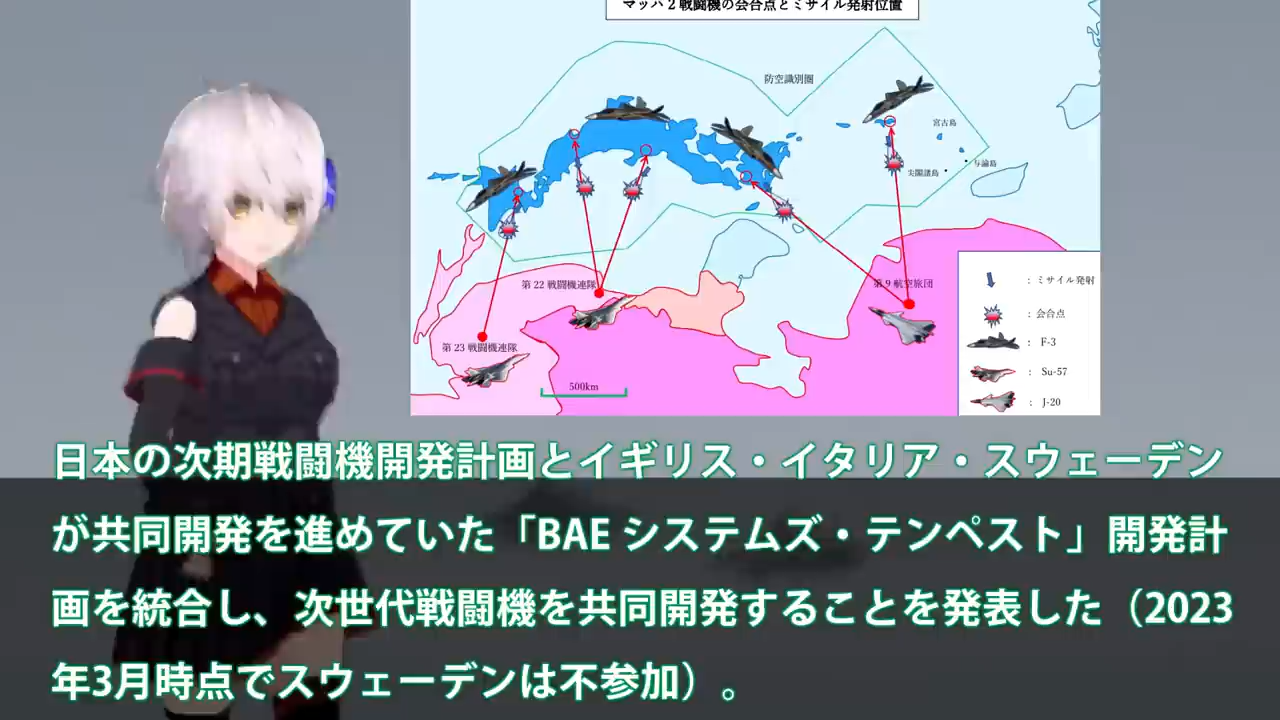 マッハ2戦闘機の会合点とミサイル発射位置
防空識別圏
宮古島
与論島
尖閣諸島
第22戦闘機連隊
第9航空旅団
第23戦闘機連隊
500km
：ミサイル発射
：会合点
：F-3
：Su-57
：J-20
日本の次期戦闘機開発計画とイギリス・イタリア・スウェーデン
が共同開発を進めていた「BAEシステムズ・テンペスト」開発計
画を統合し、次世代戦闘機を共同開発することを発表した（2023
年3月時点でスウェーデンは不参加）。